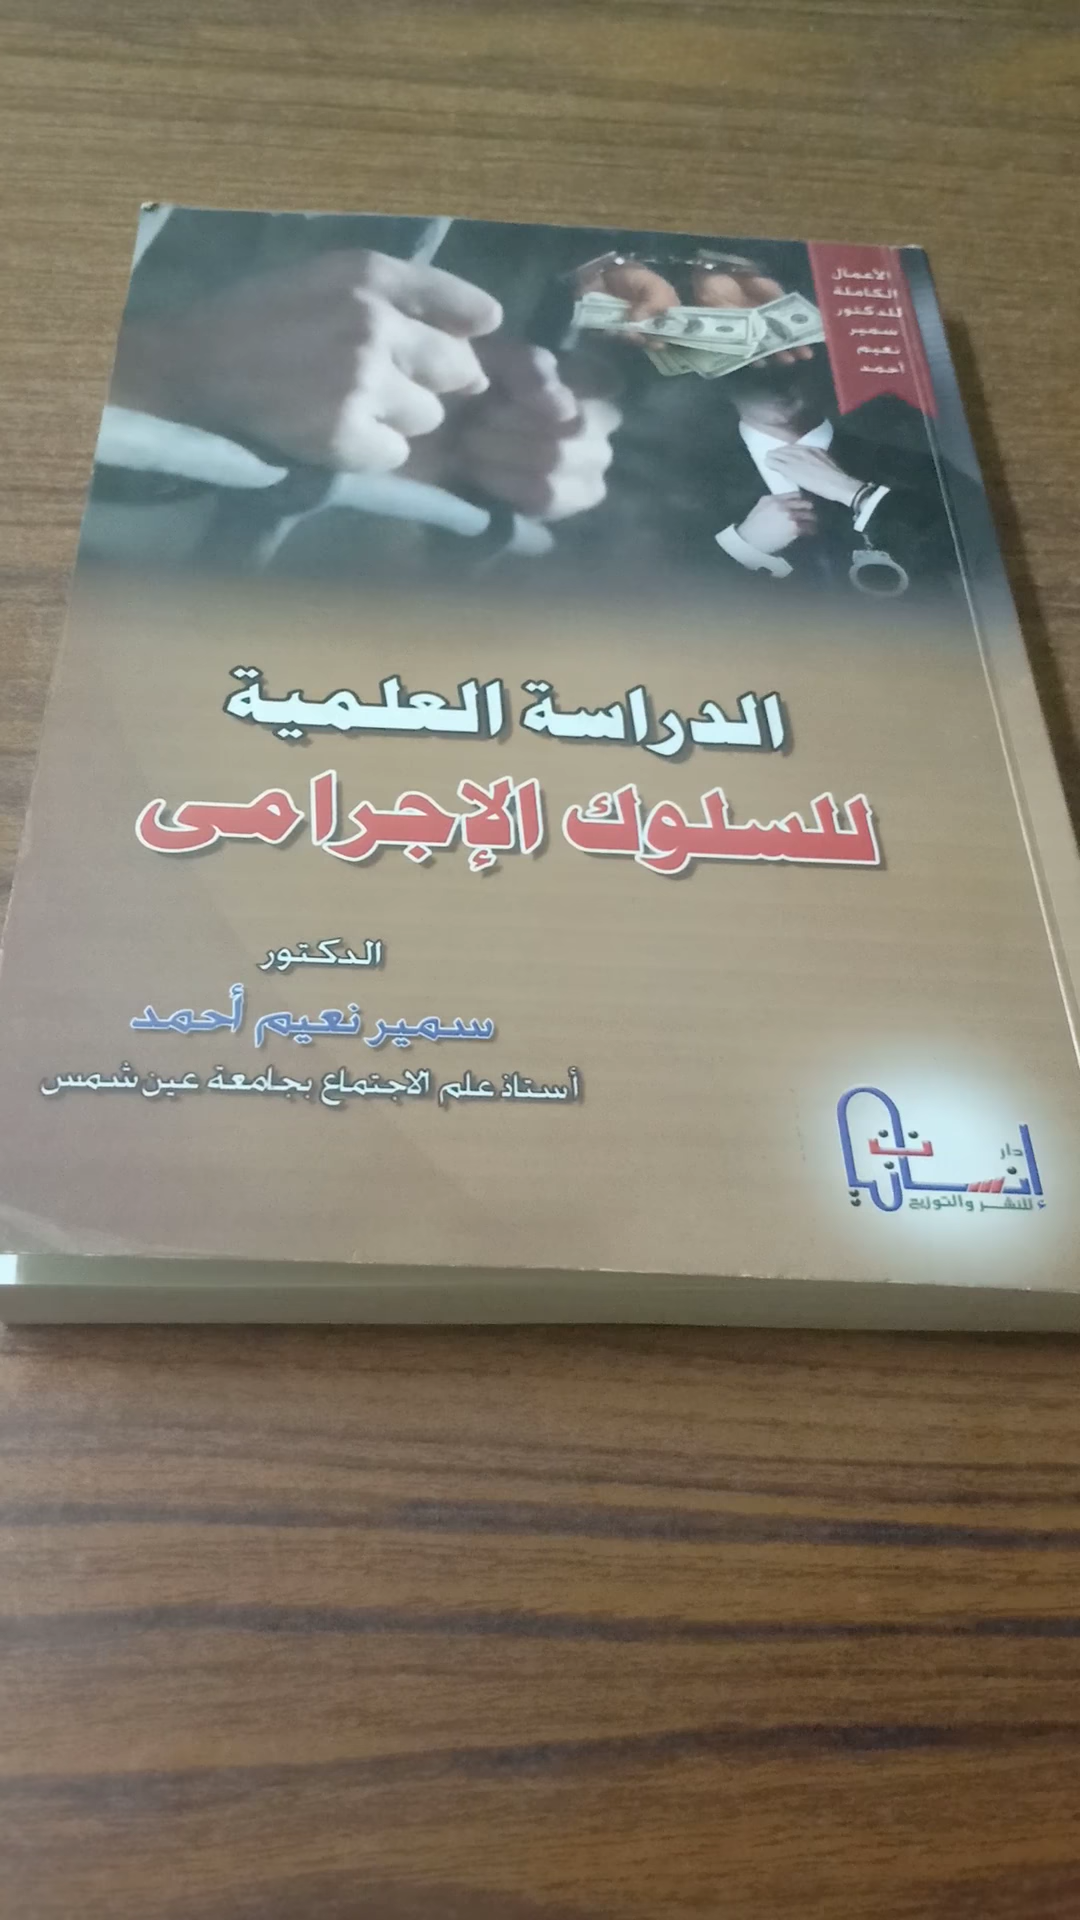 الأعمال
الكاملة
للدكتور
سمير
نعيم
أحمد
الدراسة العلمية
للسلوك الإجرامى
الدكتور
سمير نعيم أحمد
أستاذ علم الاجتماع بجامعة عين شمس
دار
إنسانيات
للنشر والتوزيع